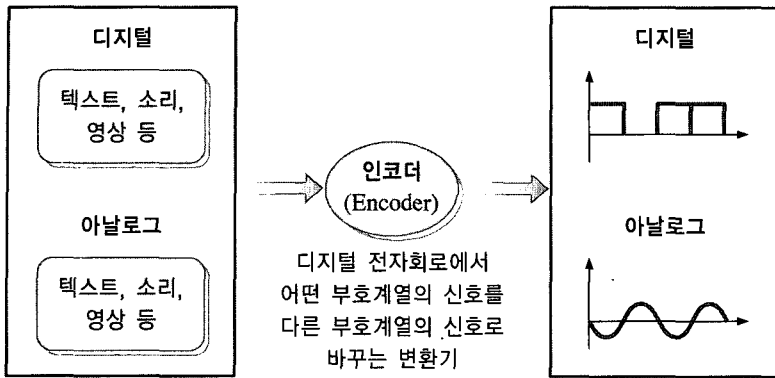 디지털
텍스트, 소리,
영상 등
아날로그
텍스트, 소리,
영상 등
인코더
(Encoder)
디지털 전자회로에서
어떤 부호계열의 신호를
다른 부호계열의 신호로
바꾸는 변환기
디지털
아날로그